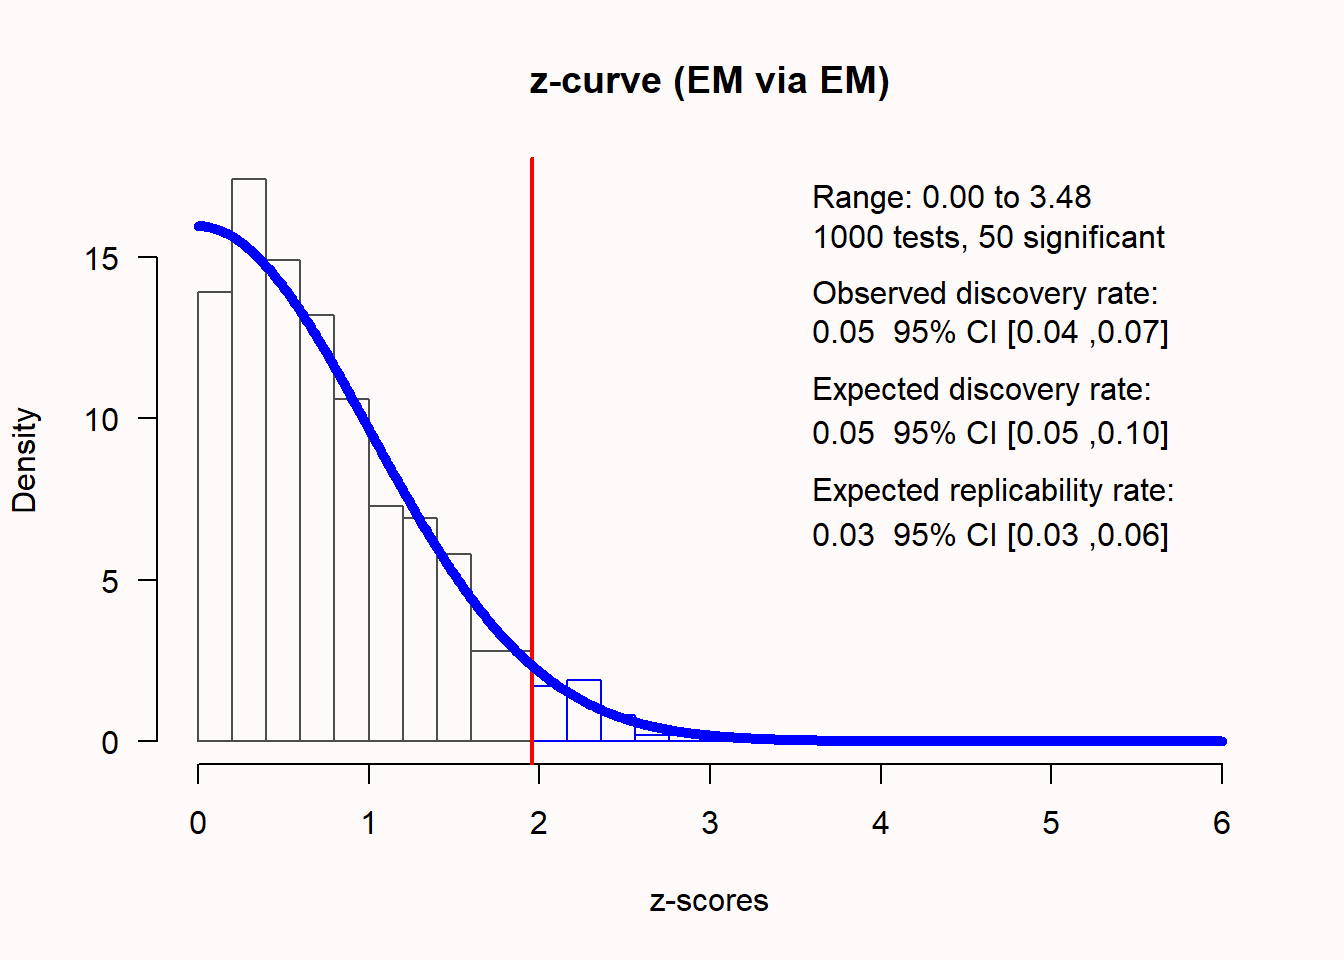 z-curve (EM via EM)
Range: 0.00 to 3.48
1000 tests, 50 significant
Observed discovery rate:
0.05  95% CI [0.04 ,0.07]
Expected discovery rate:
0.05  95% CI [0.05 ,0.10]
Expected replicability rate:
0.03  95% CI [0.03 ,0.06]
Density
15
10
5
0
0 1 2 3 4 5 6
z-scores